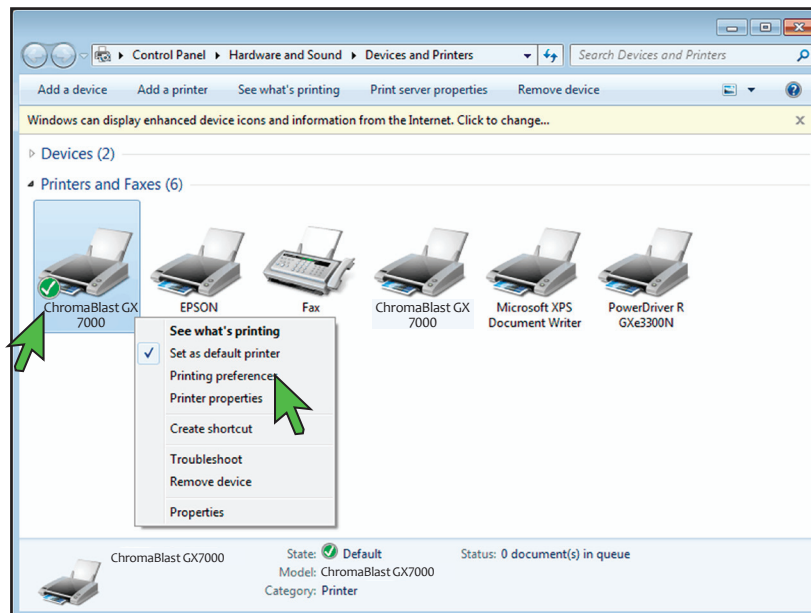 Control Panel ▸ Hardware and Sound ▸ Devices and Printers
Search Devices and Printers
Add a device Add a printer See what's printing Print server properties Remove device
Windows can display enhanced device icons and information from the Internet. Click to change...
Devices (2)
Printers and Faxes (6)
ChromaBlast GX
7000
EPSON
Fax
ChromaBlast GX
7000
Microsoft XPS
Document Writer
PowerDriver R
GXe3300N
See what's printing
Set as default printer
Printing preferences
Printer properties
Create shortcut
Troubleshoot
Remove device
Properties
ChromaBlast GX7000
State: Default
Status: 0 document(s) in queue
Model: ChromaBlast GX7000
Category: Printer